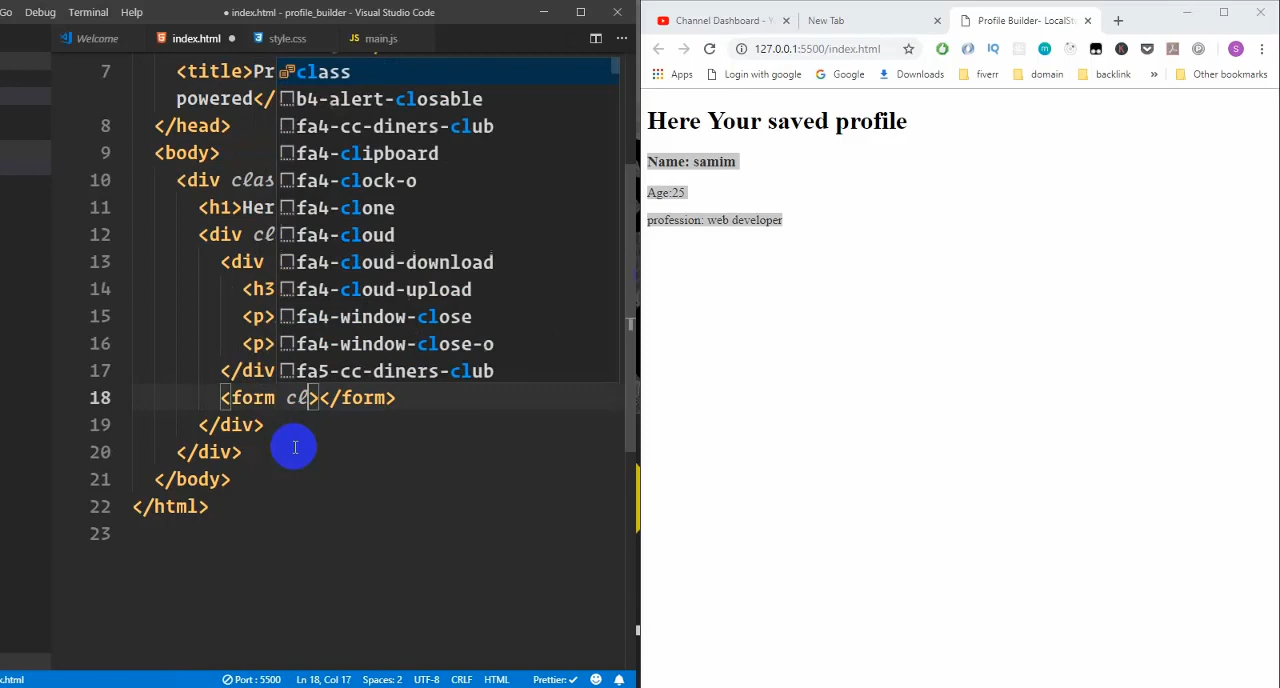 Go Debug Terminal Help ● index.html - profile_builder - Visual Studio Code
Welcome index.html ● style.css JS main.js ···
7 <title>Pr
powered</
8 </head>
9 <body>
10 <div clas
11 <h1>Her
12 <div cl
13 <div
14 <h3
15 <p>
16 <p>
17 </div
18 <form cl></form>
19 </div>
20 </div>
21 </body>
22 </html>
23
class
b4-alert-closable
fa4-cc-diners-club
fa4-clipboard
fa4-clock-o
fa4-clone
fa4-cloud
fa4-cloud-download
fa4-cloud-upload
fa4-window-close
fa4-window-close-o
fa5-cc-diners-club
x.html Port : 5500 Ln 18, Col 17 Spaces: 2 UTF-8 CRLF HTML Prettier: ✓
Channel Dashboard - New Tab Profile Builder- LocalSt
127.0.0.1:5500/index.html IQ S
Apps Login with google Google Downloads fiverr domain backlink » Other bookmarks
Here Your saved profile
Name: samim
Age:25
profession: web developer